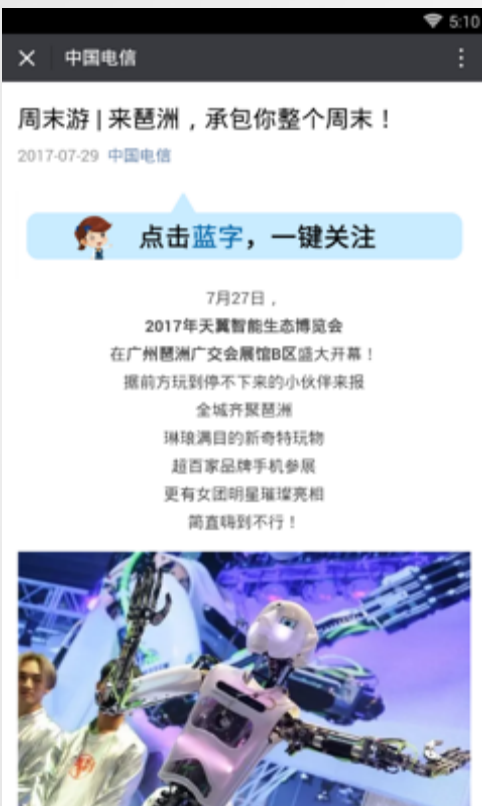 5:10
中国电信
周末游 | 来琶洲，承包你整个周末！
2017-07-29 中国电信
点击蓝字，一键关注
7月27日，
2017年天翼智能生态博览会
在广州琶洲广交会展馆B区盛大开幕！
据前方玩到停不下来的小伙伴来报
全城齐聚琶洲
琳琅满目的新奇特玩物
超百家品牌手机参展
更有女团明星璀璨亮相
简直嗨到不行！